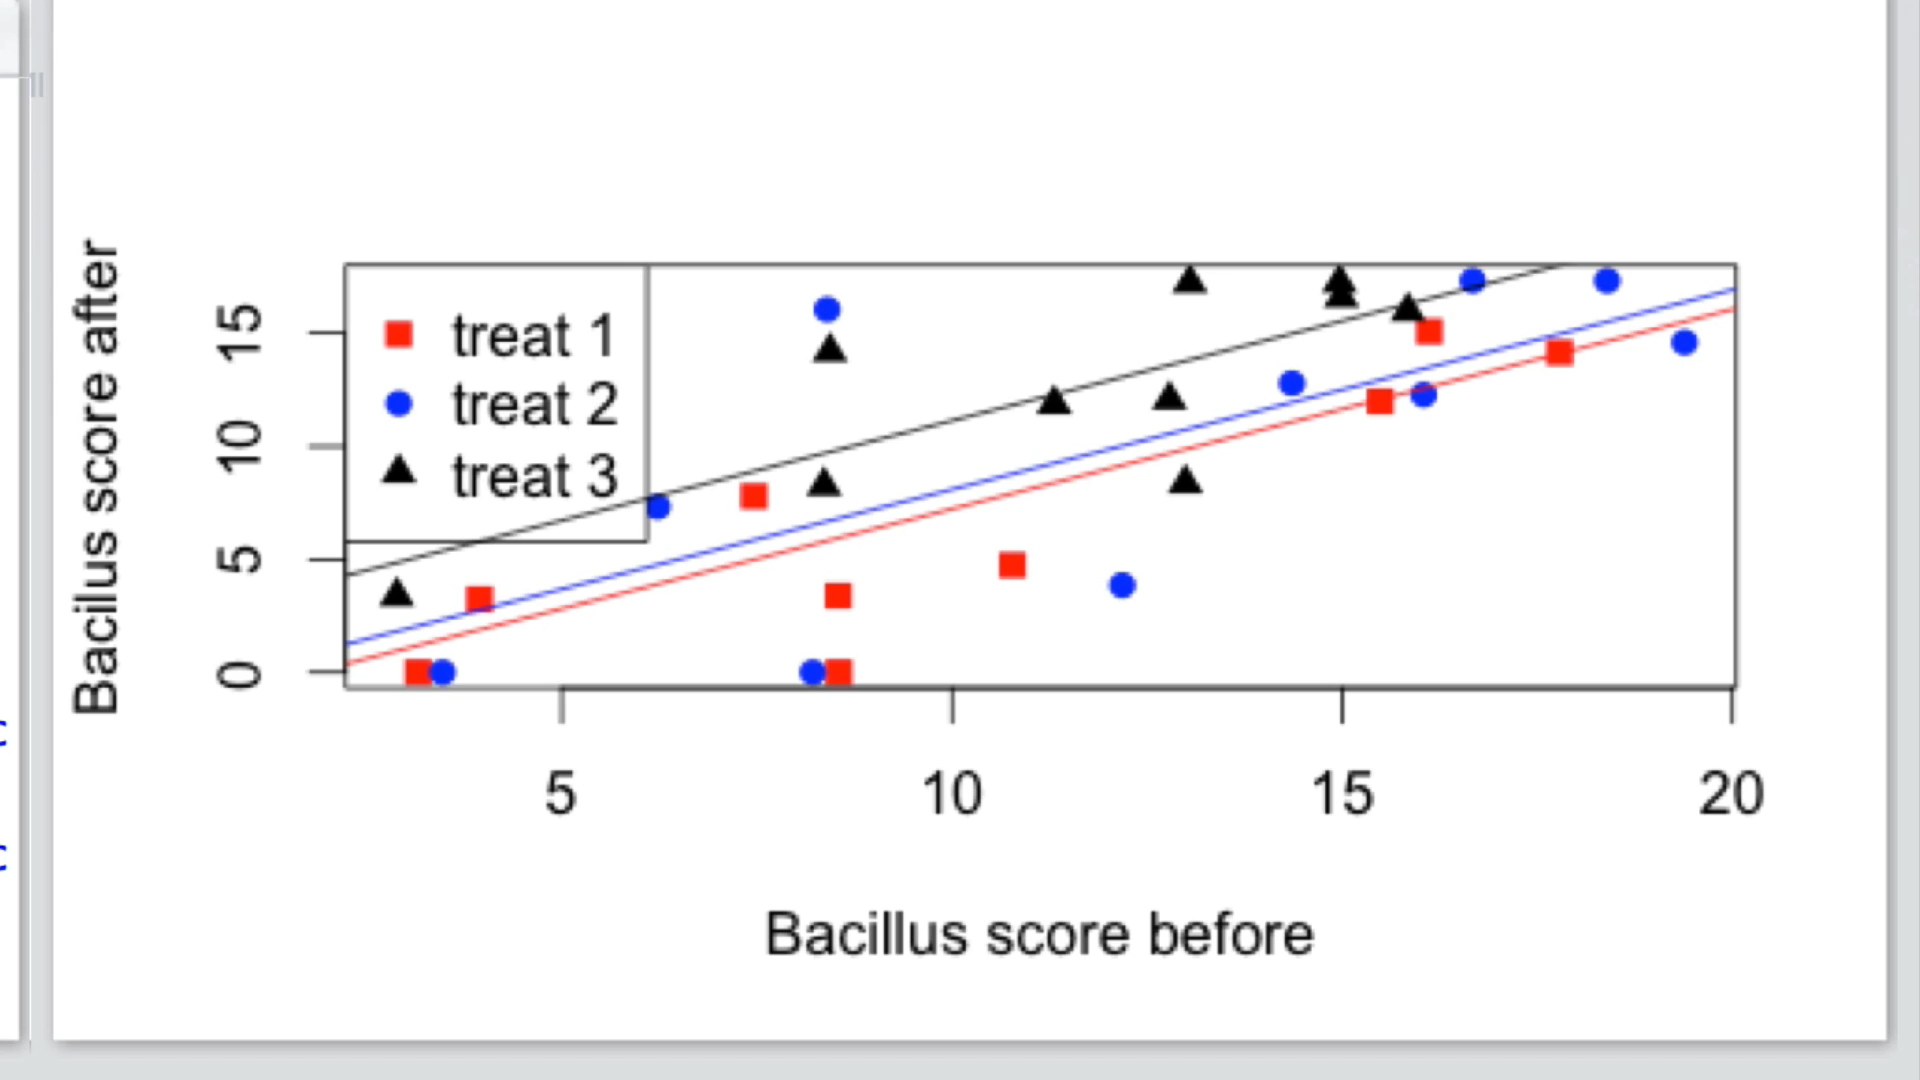 Bacilus score after
15
10
5
0
treat 1
treat 2
treat 3
5 10 15 20
Bacillus score before